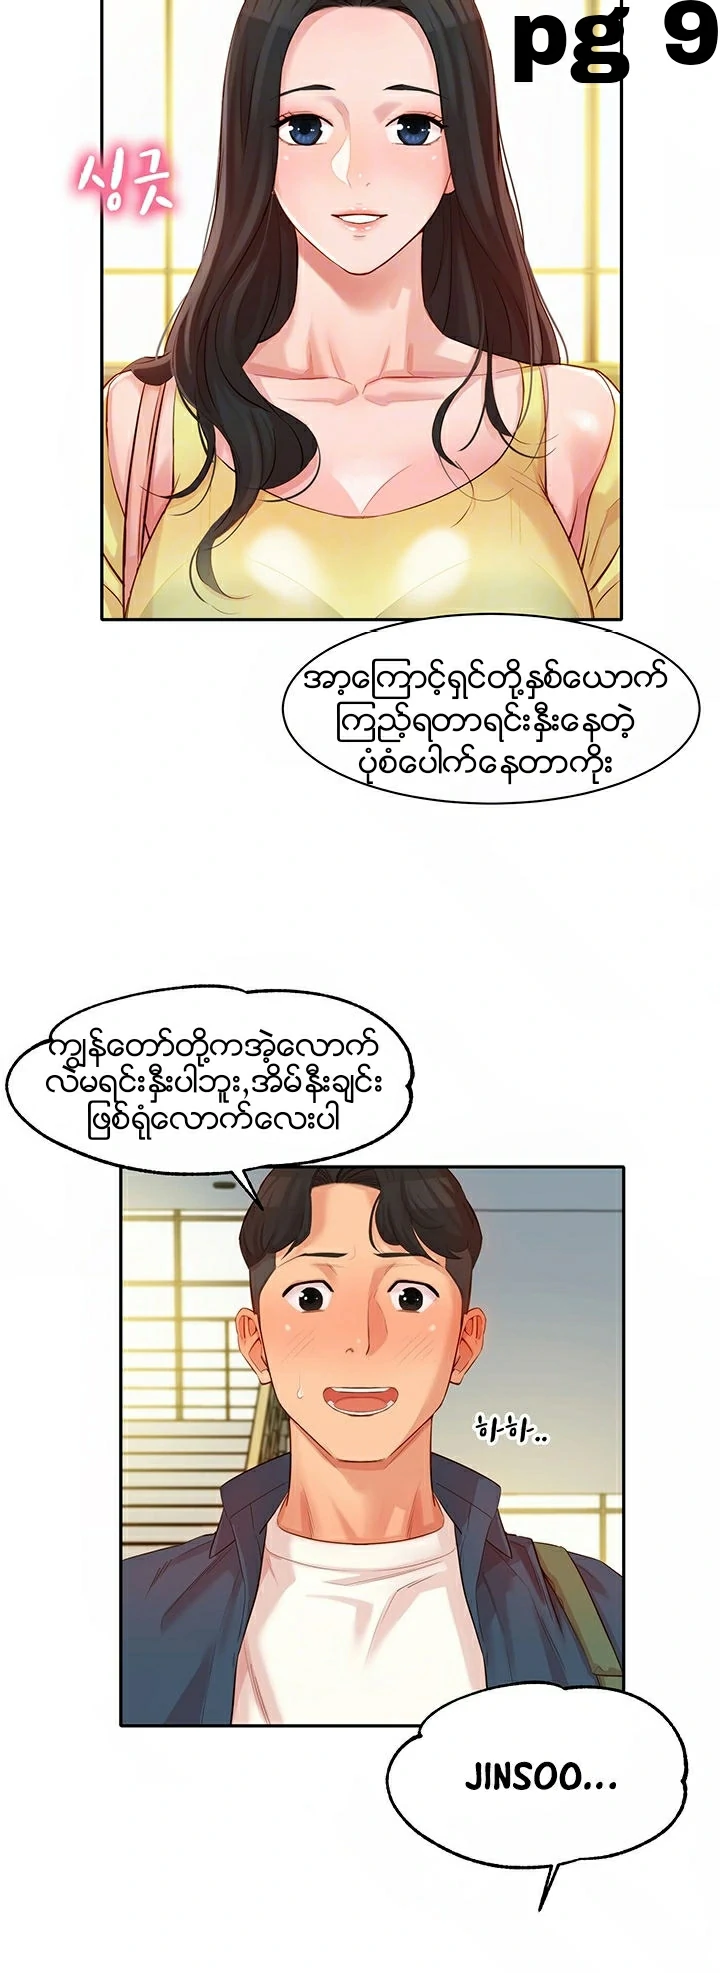 pg 9
싱긋
အာ့ကြောင့်ရှင်တို့နှစ်ယောက်
ကြည့်ရတာရင်းနှီးနေတဲ့
ပုံစံပေါက်နေတာကိုး
ကျွန်တော်တို့ကအဲ့လောက်
လဲမရင်းနှီးပါဘူး,အိမ်နီးချင်း
ဖြစ်ရုံလောက်လေးပါ
하하..
JINSOO...